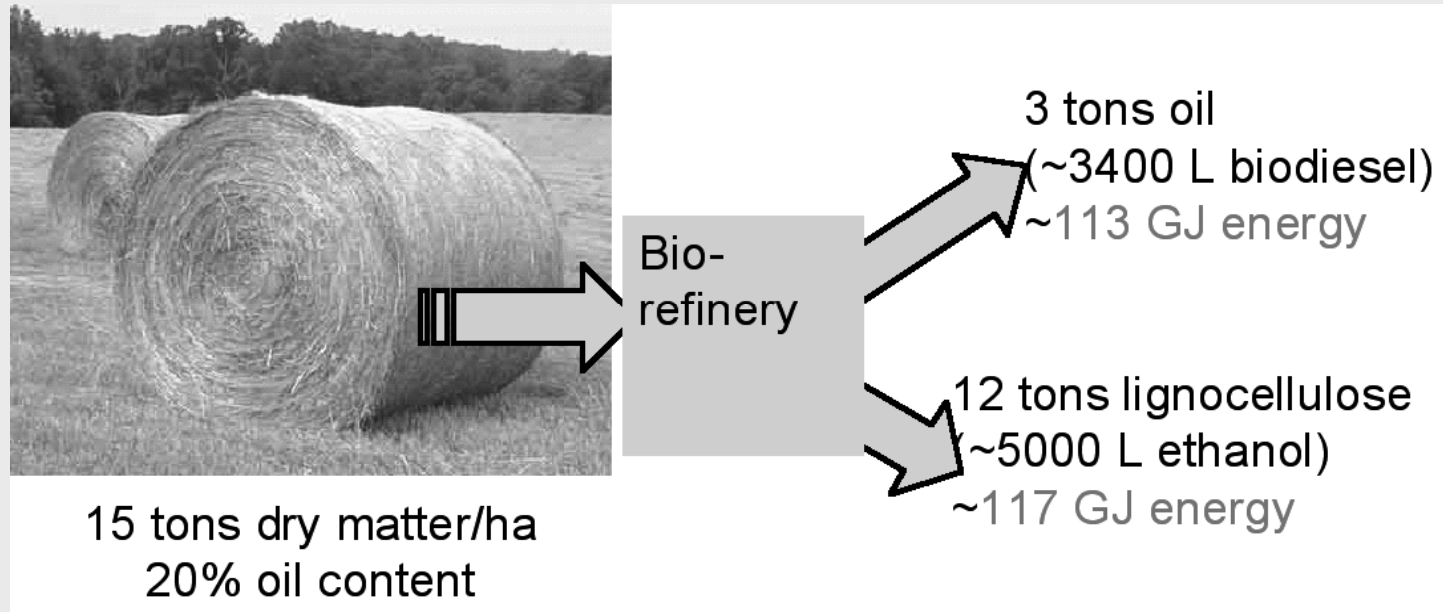 15 tons dry matter/ha
20% oil content
Bio-
refinery
3 tons oil
(~3400 L biodiesel)
~113 GJ energy
12 tons lignocellulose
(~5000 L ethanol)
~117 GJ energy